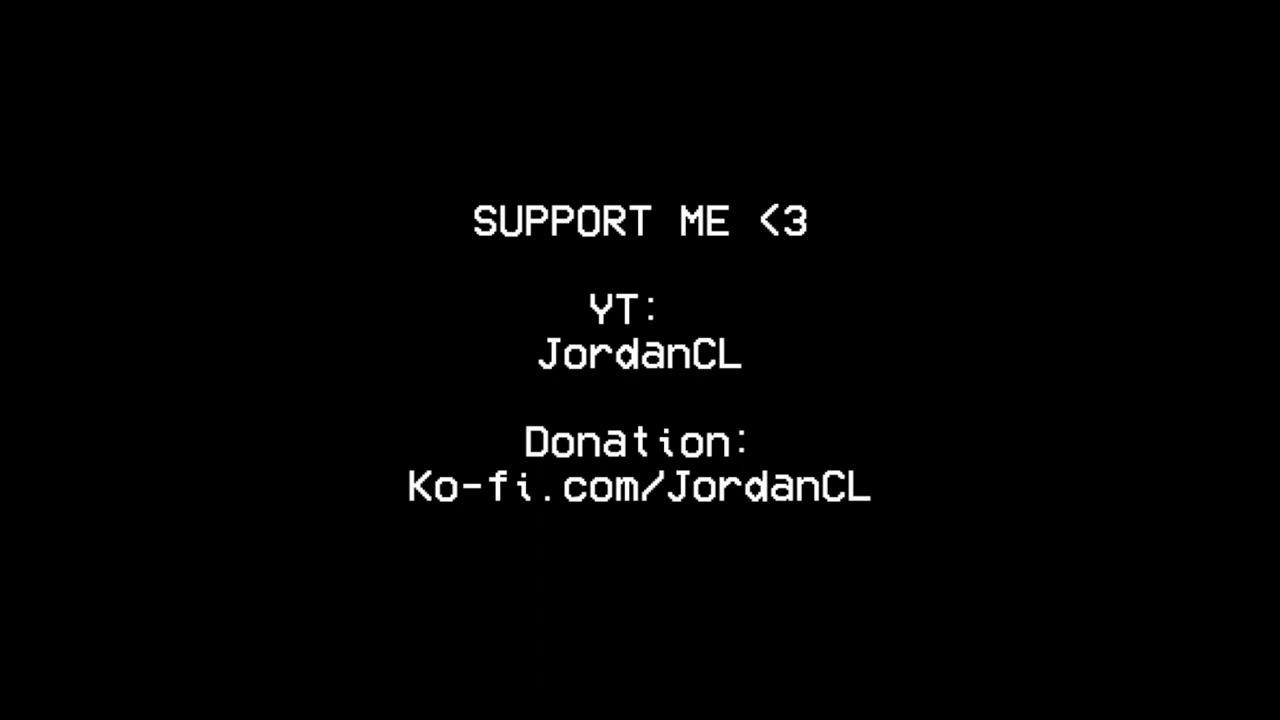 SUPPORT ME <3
YT:
JordanCL
Donation:
Ko-fi.com/JordanCL